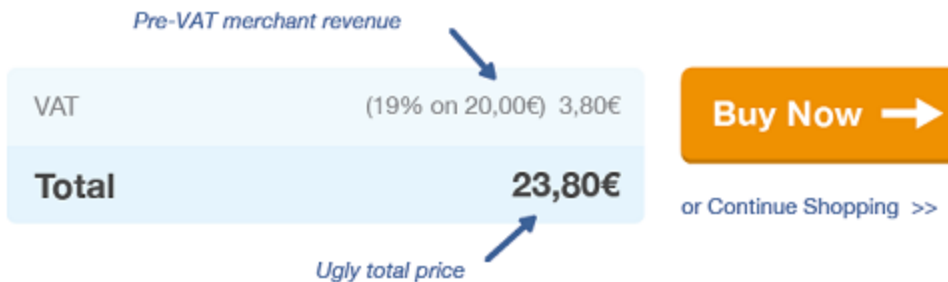 Pre-VAT merchant revenue
VAT (19% on 20,00€) 3,80€
Buy Now
Total 23,80€
or Continue Shopping >>
Ugly total price